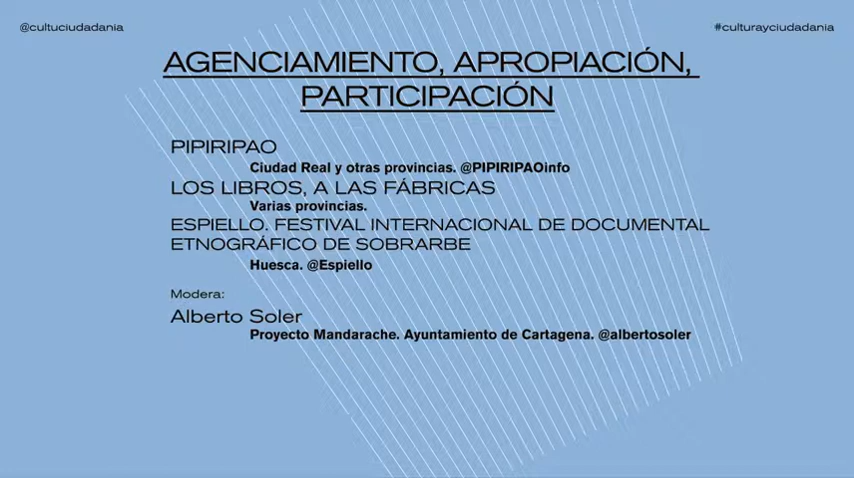 @cultuciudadania
#culturayciudadania
AGENCIAMIENTO, APROPIACIÓN,
PARTICIPACIÓN
PIPIRIPAO
Ciudad Real y otras provincias. @PIPIRIPAOinfo
LOS LIBROS, A LAS FÁBRICAS
Varias provincias.
ESPIELLO. FESTIVAL INTERNACIONAL DE DOCUMENTAL
ETNOGRÁFICO DE SOBRARBE
Huesca. @Espiello
Modera:
Alberto Soler
Proyecto Mandarache. Ayuntamiento de Cartagena. @albertosoler